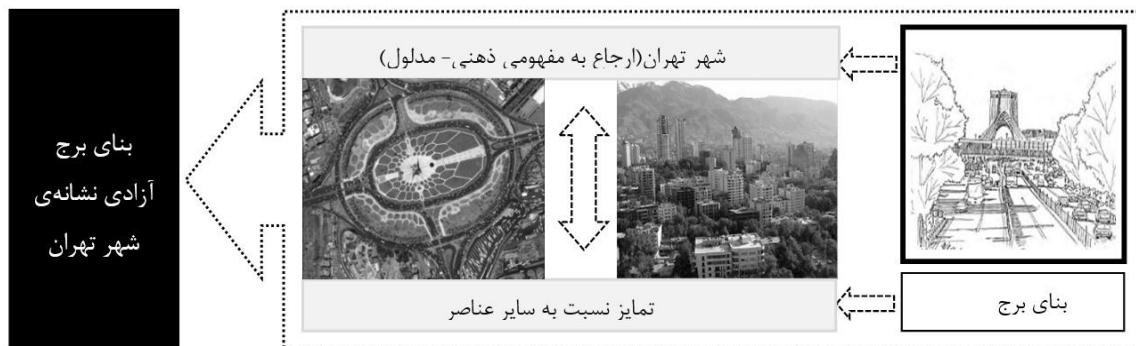 شهر تهران(ارجاع به مفهومی ذهنی- مدلول)
بنای برج
تمایز نسبت به سایر عناصر
بنای برج
آزادی نشانه‌ی
شهر تهران